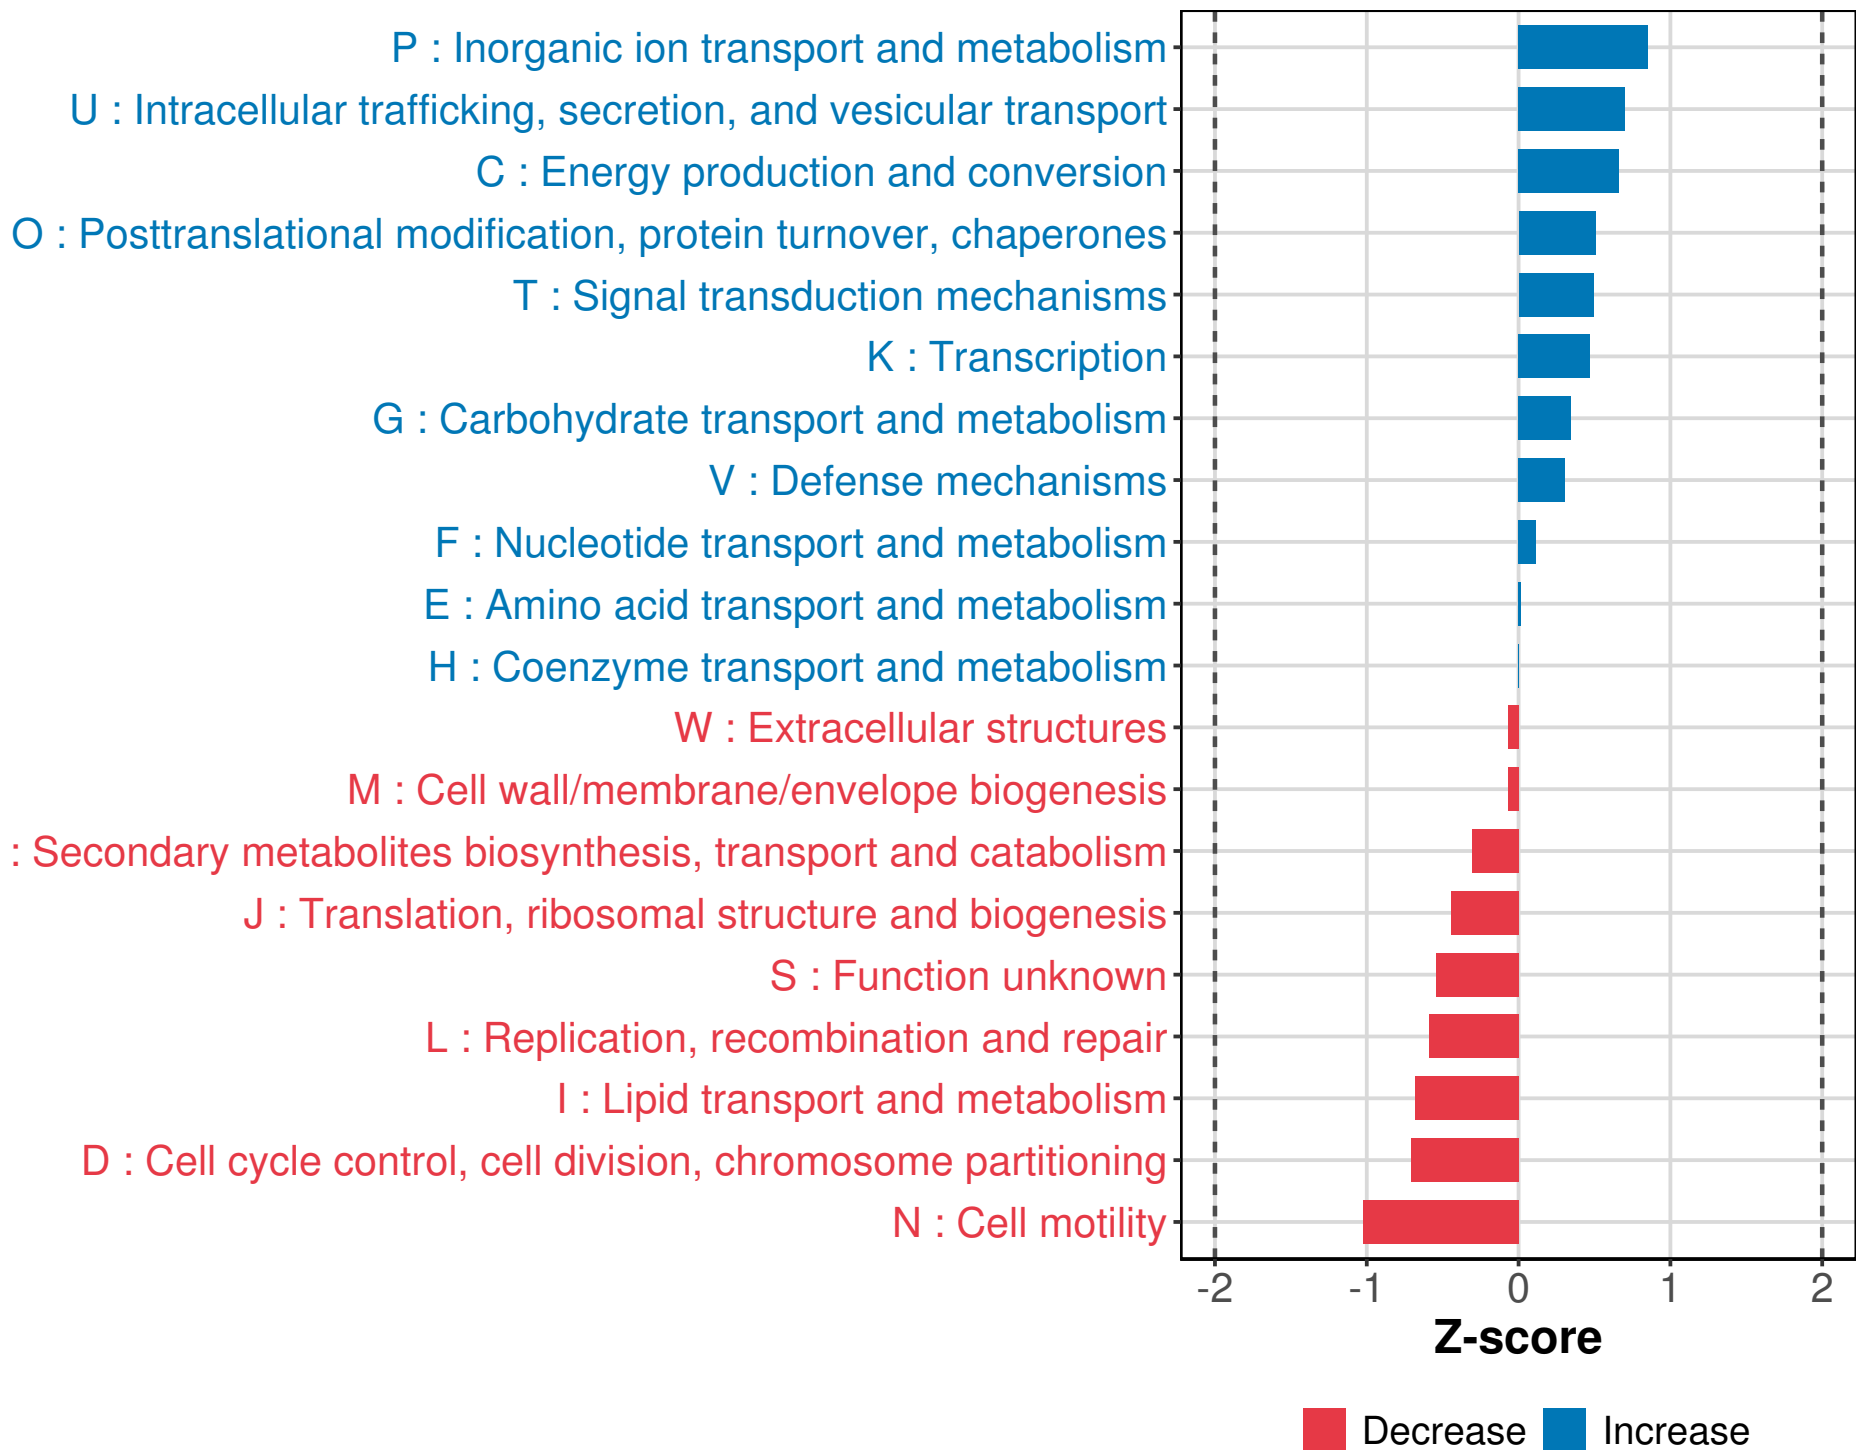 P : Inorganic ion transport and metabolism
U : Intracellular trafficking, secretion, and vesicular transport
C : Energy production and conversion
O : Posttranslational modification, protein turnover, chaperones
T : Signal transduction mechanisms
K : Transcription
G : Carbohydrate transport and metabolism
V : Defense mechanisms
F : Nucleotide transport and metabolism
E : Amino acid transport and metabolism
H : Coenzyme transport and metabolism
W : Extracellular structures
M : Cell wall/membrane/envelope biogenesis
: Secondary metabolites biosynthesis, transport and catabolism
J : Translation, ribosomal structure and biogenesis
S : Function unknown
L : Replication, recombination and repair
I : Lipid transport and metabolism
D : Cell cycle control, cell division, chromosome partitioning
N : Cell motility
-2 -1 0 1 2
Z-score
Decrease Increase